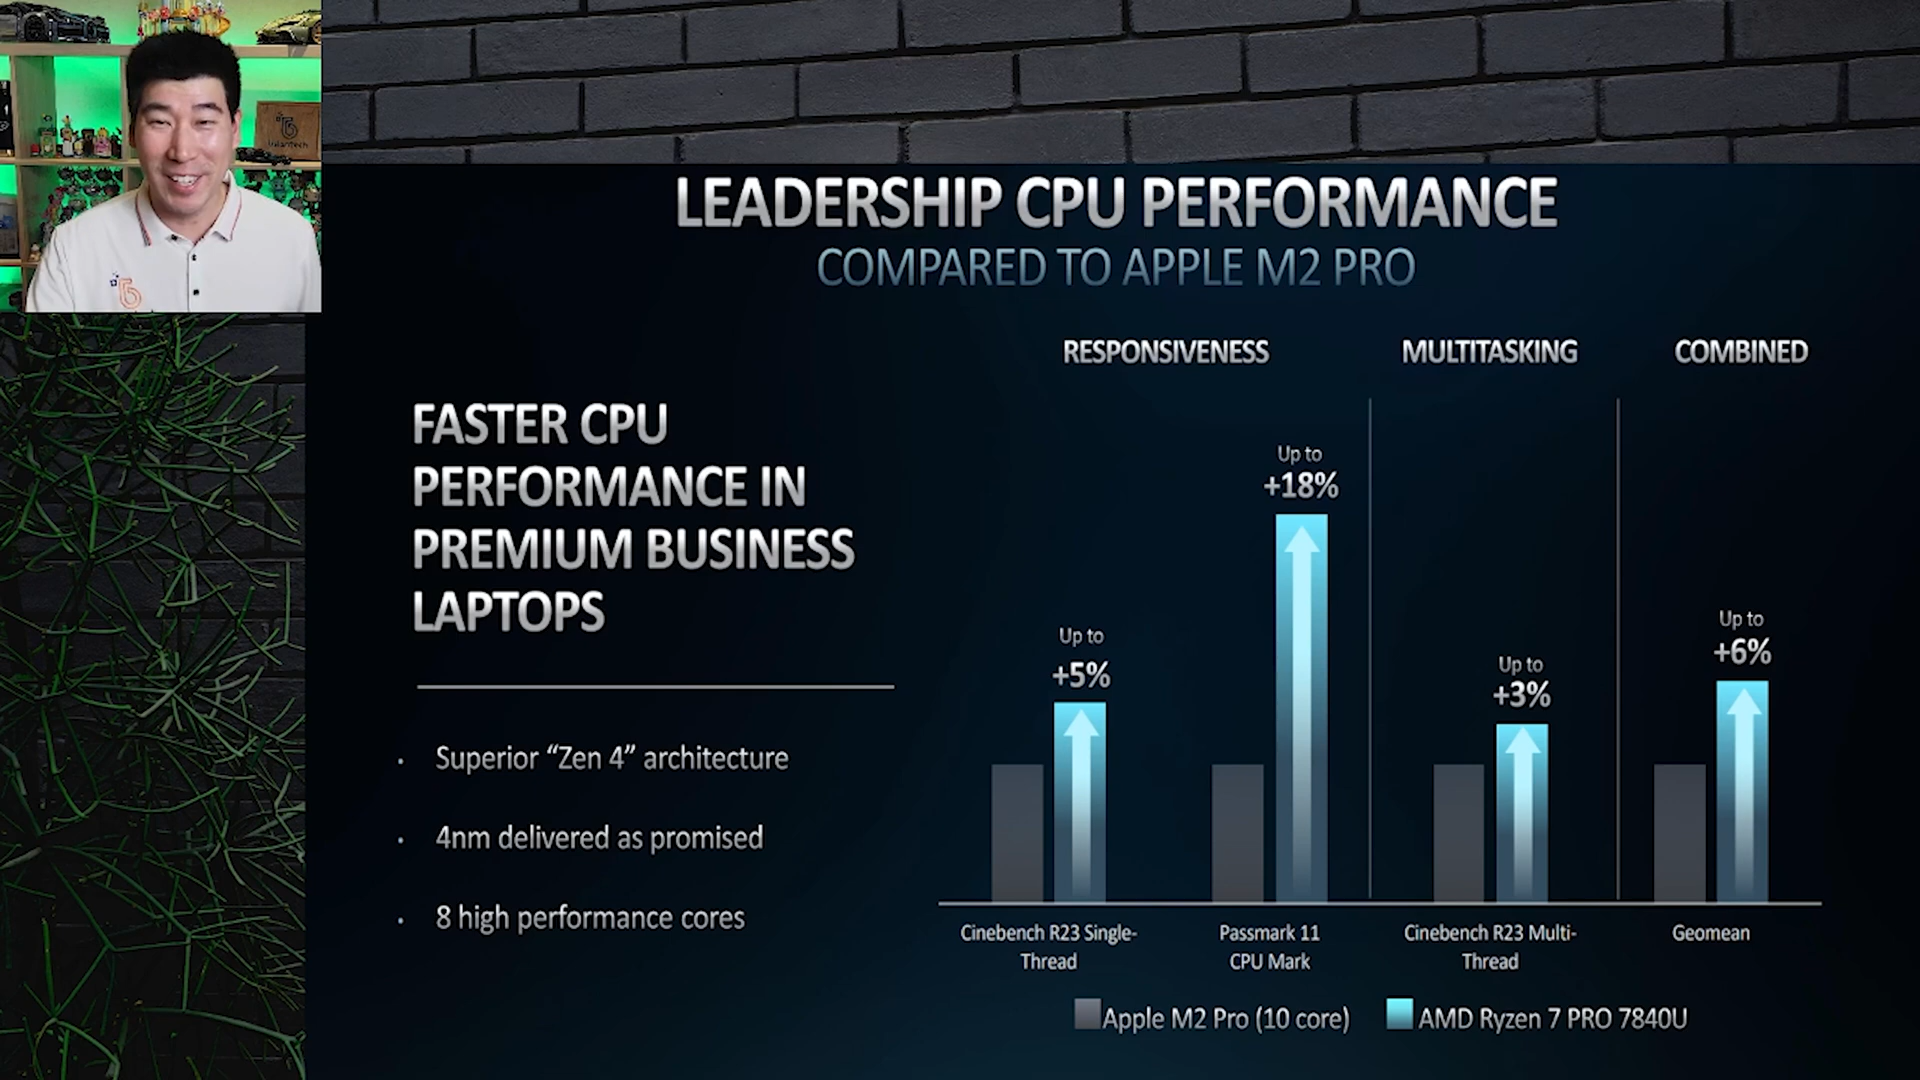 LEADERSHIP CPU PERFORMANCE
COMPARED TO APPLE M2 PRO
FASTER CPU
PERFORMANCE IN
PREMIUM BUSINESS
LAPTOPS
Superior “Zen 4” architecture
4nm delivered as promised
8 high performance cores
RESPONSIVENESS
MULTITASKING
COMBINED
Up to
+5%
Up to
+18%
Up to
+3%
Up to
+6%
Cinebench R23 Single-
Thread
Passmark 11
CPU Mark
Cinebench R23 Multi-
Thread
Geomean
Apple M2 Pro (10 core)
AMD Ryzen 7 PRO 7840U